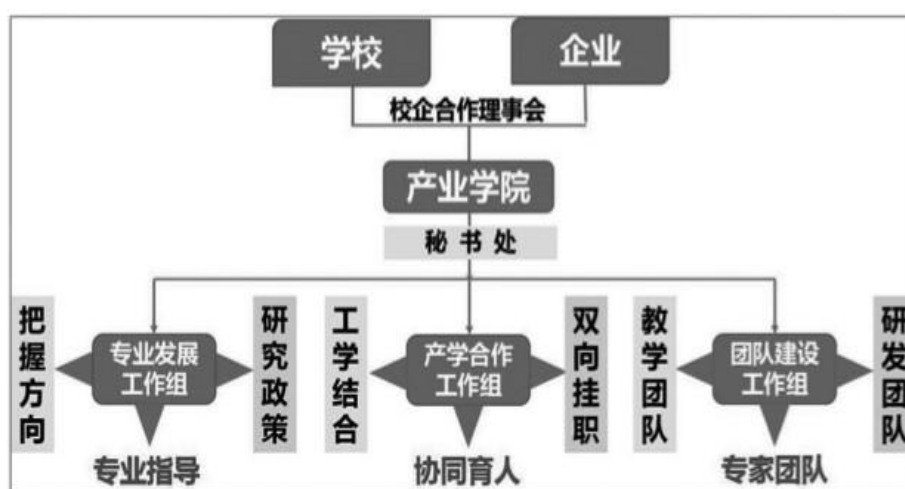 学校
企业
校企合作理事会
产业学院
秘书处
把握方向
专业发展
工作组
研究政策
专业指导
工学结合
产学合作
工作组
双向挂职
协同育人
教学团队
团队建设
工作组
研发团队
专家团队